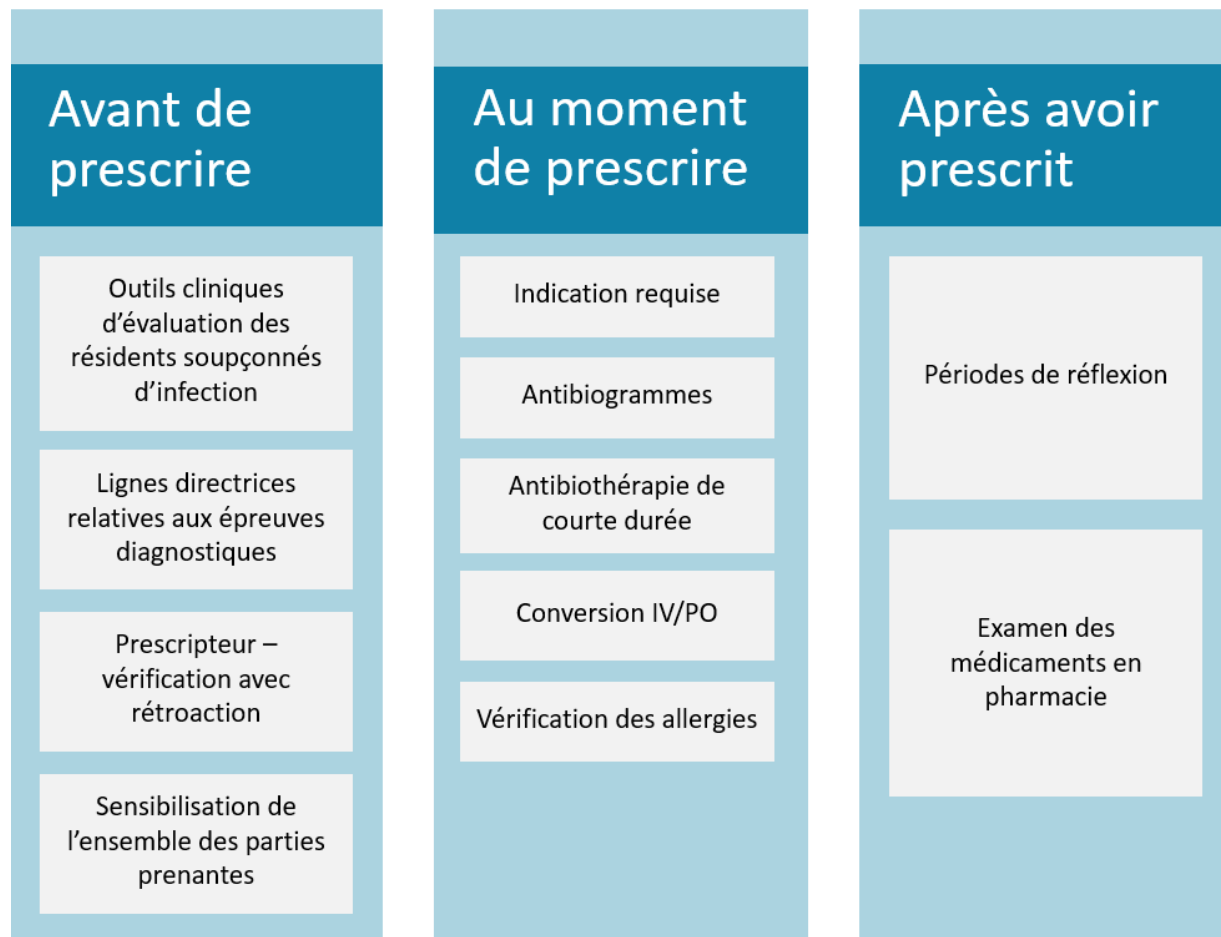 Avant de
prescrire
Outils cliniques
d’évaluation des
résidents soupçonnés
d’infection
Lignes directrices
relatives aux épreuves
diagnostiques
Prescripteur –
vérification avec
rétroaction
Sensibilisation de
l’ensemble des parties
prenantes
Au moment
de prescrire
Indication requise
Antibiogrammes
Antibiothérapie de
courte durée
Conversion IV/PO
Vérification des allergies
Après avoir
prescrit
Périodes de réflexion
Examen des
médicaments en
pharmacie